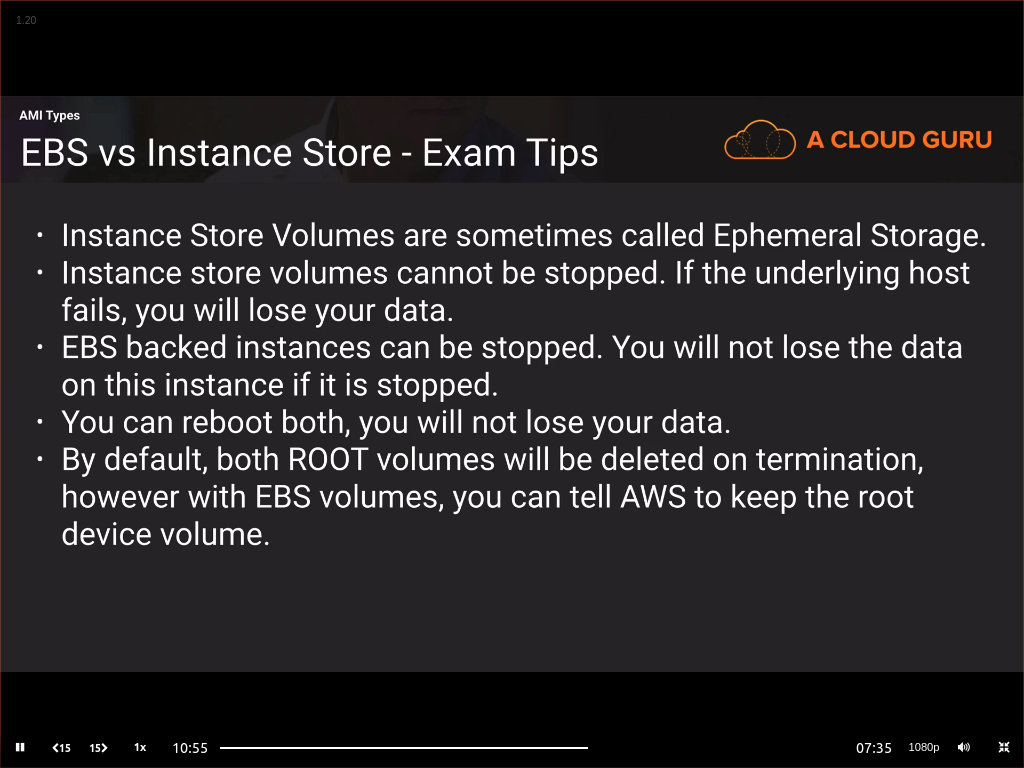 1.20
AMI Types
EBS vs Instance Store - Exam Tips
A CLOUD GURU
• Instance Store Volumes are sometimes called Ephemeral Storage.
• Instance store volumes cannot be stopped. If the underlying host
fails, you will lose your data.
• EBS backed instances can be stopped. You will not lose the data
on this instance if it is stopped.
• You can reboot both, you will not lose your data.
• By default, both ROOT volumes will be deleted on termination,
however with EBS volumes, you can tell AWS to keep the root
device volume.
15 15 1x 10:55 07:35 1080p